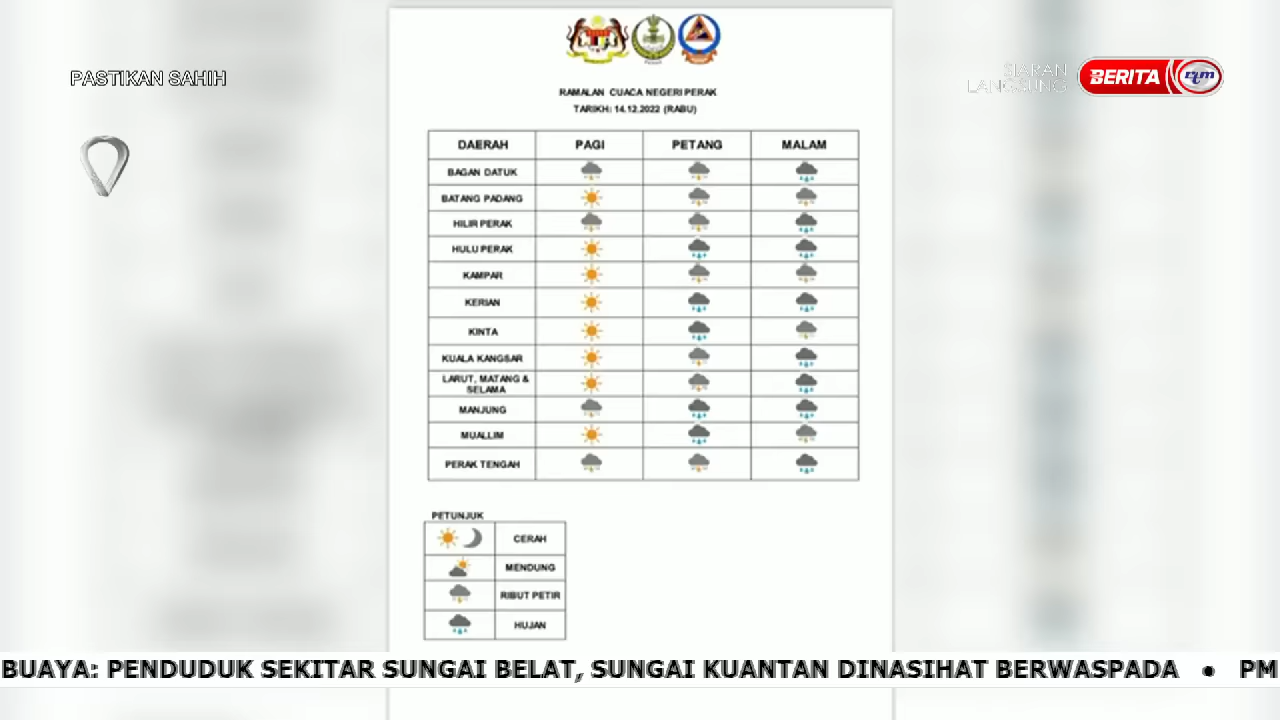 PASTIKAN SAHIH
SIARAN
LANGSUNG
BERITA rtm
RAMALAN CUACA NEGERI PERAK
TARIKH: 14.12.2022 (RABU)
DAERAH PAGI PETANG MALAM
BAGAN DATUK
BATANG PADANG
HILIR PERAK
HULU PERAK
KAMPAR
KERIAN
KINTA
KUALA KANGSAR
LARUT, MATANG &
SELAMA
MANJUNG
MUALLIM
PERAK TENGAH
PETUNJUK
CERAH
MENDUNG
RIBUT PETIR
HUJAN
BUAYA: PENDUDUK SEKITAR SUNGAI BELAT, SUNGAI KUANTAN DINASIHAT BERWASPADA • PM